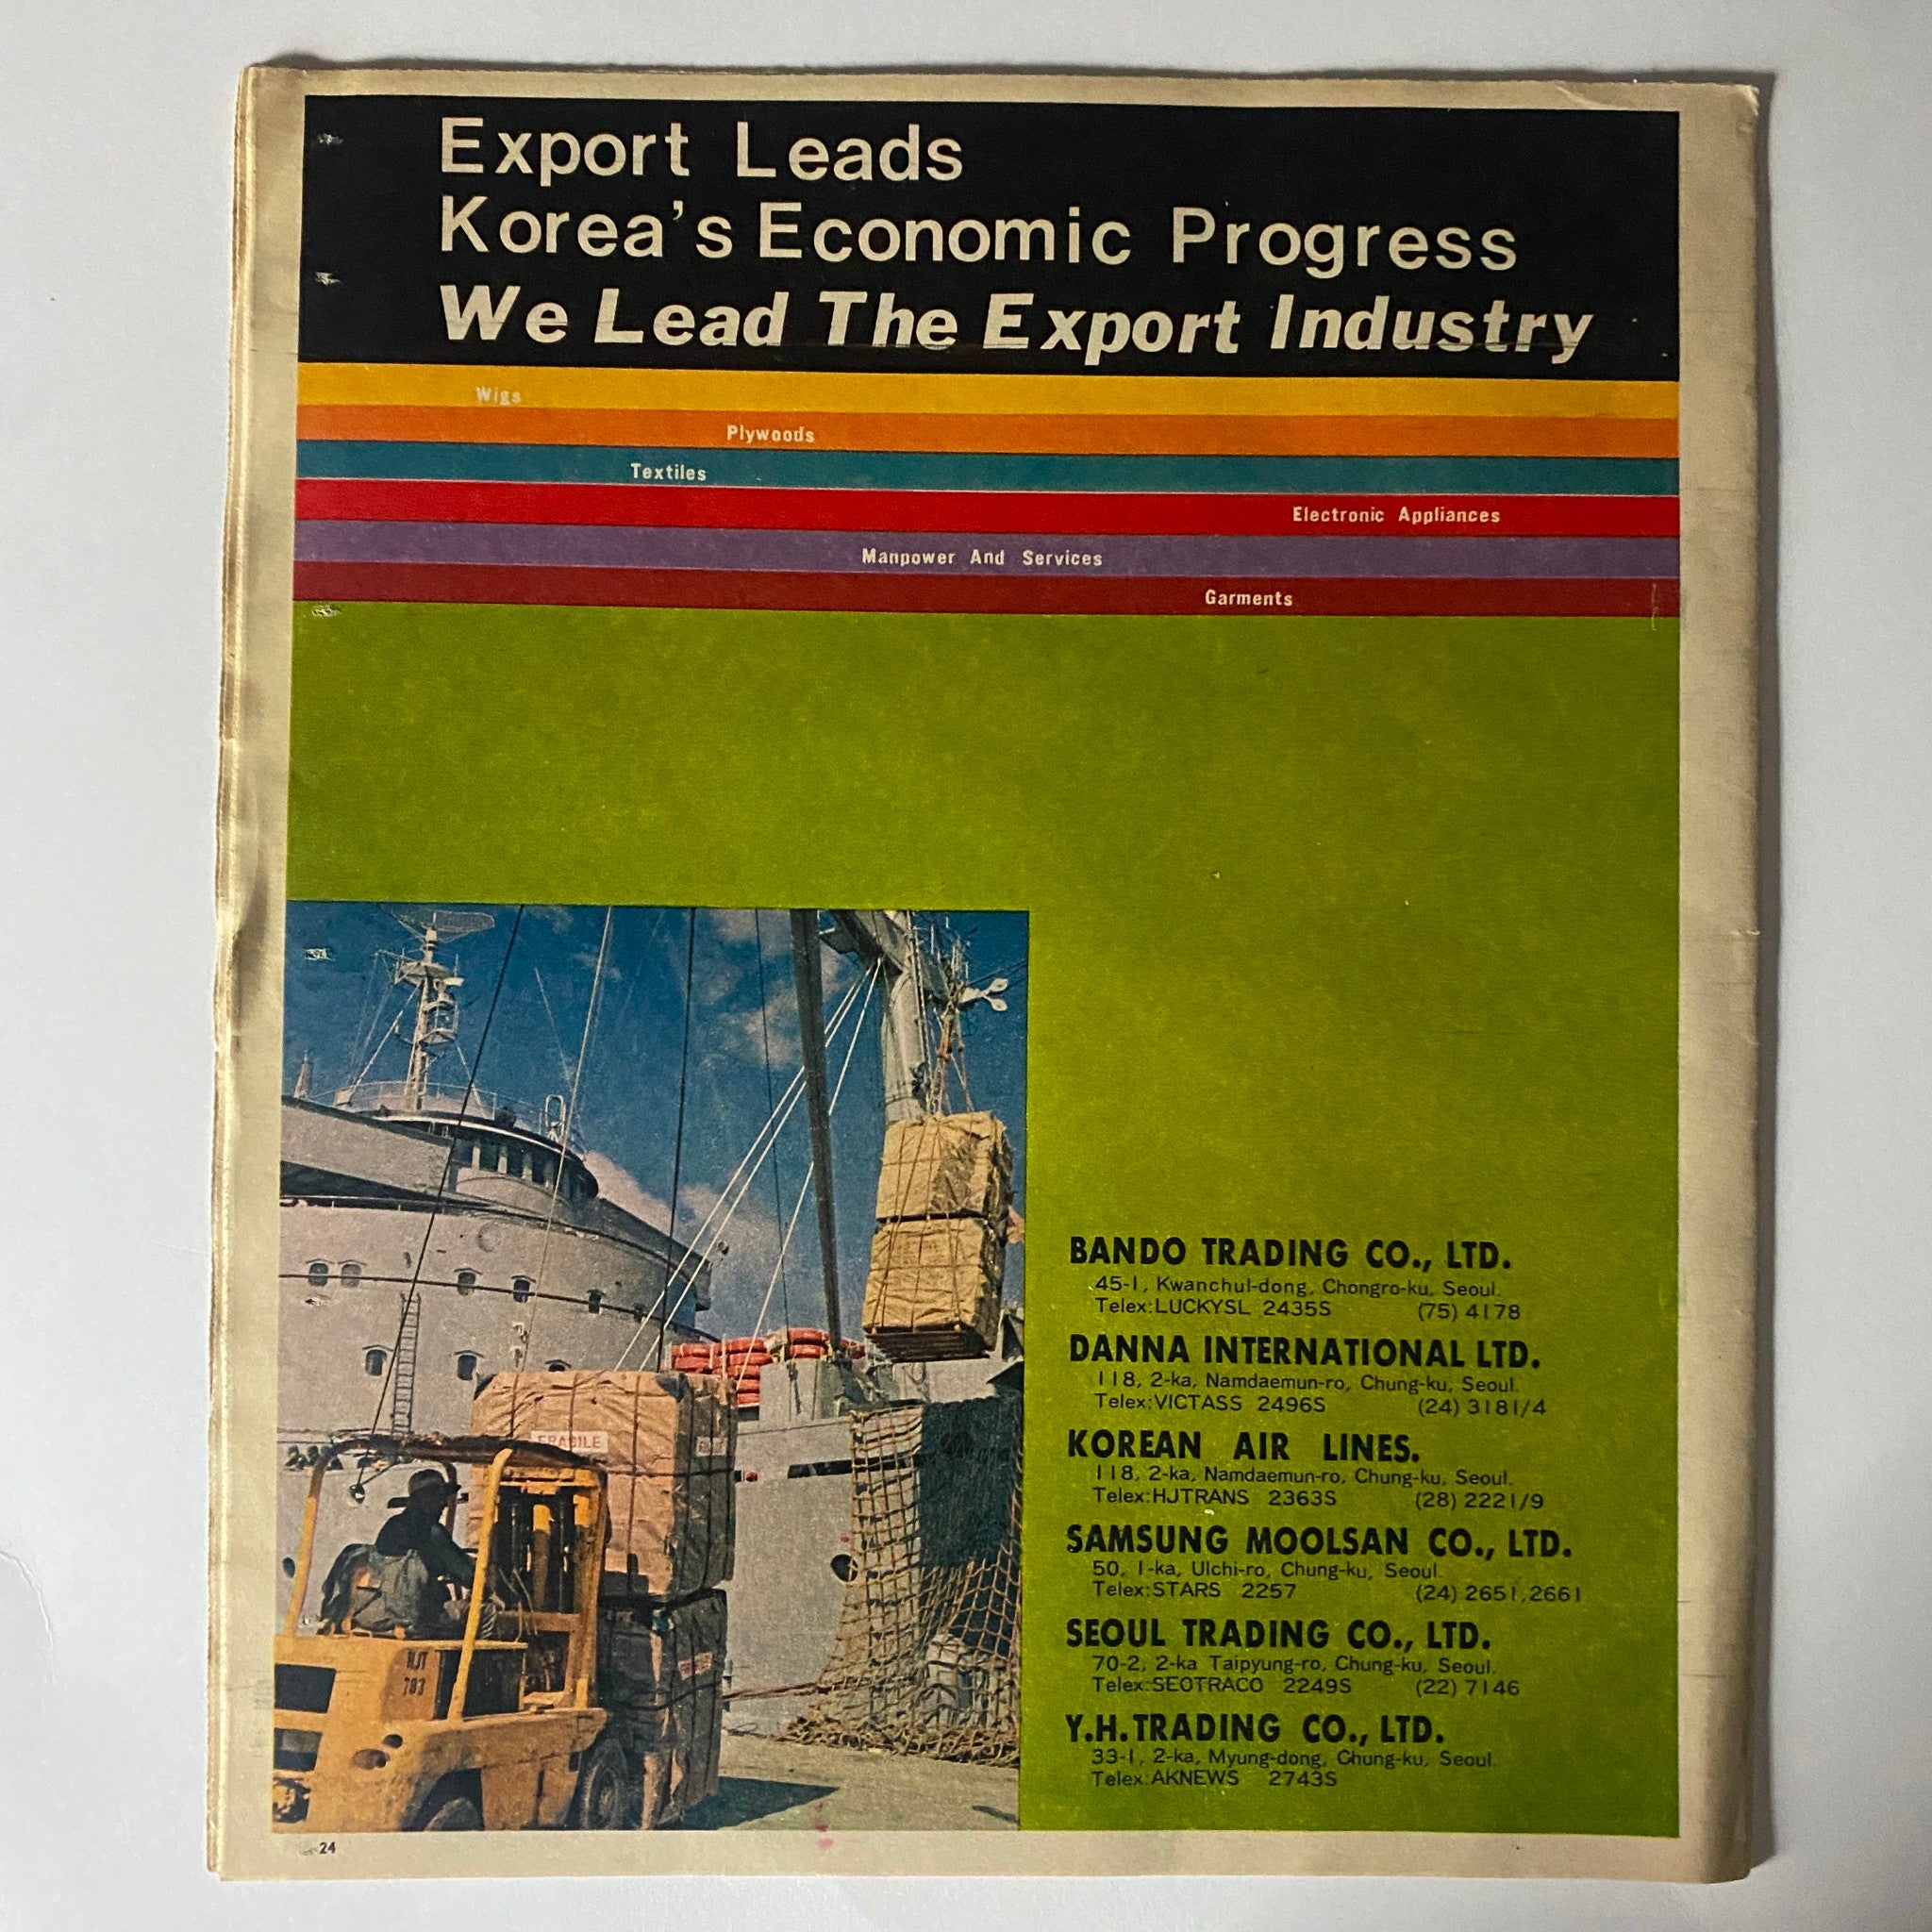 Export Leads
Korea's Economic Progress
We Lead The Export Industry
Wigs
Plywoods
Textiles
Electronic Appliances
Manpower And Services
Garments
FRAGILE
HJT
783
BANDO TRADING CO., LTD.
45-1, Kwanchul-dong, Chongro-ku, Seoul.
Telex:LUCKYSL 2435S (75) 4178
DANNA INTERNATIONAL LTD.
118, 2-ka, Namdaemun-ro, Chung-ku, Seoul.
Telex:VICTASS 2496S (24) 3181/4
KOREAN AIR LINES.
118, 2-ka, Namdaemun-ro, Chung-ku, Seoul.
Telex:HJTRANS 2363S (28) 2221/9
SAMSUNG MOOLSAN CO., LTD.
50, 1-ka, Ulchi-ro, Chung-ku, Seoul.
Telex:STARS 2257 (24) 2651,2661
SEOUL TRADING CO., LTD.
70-2, 2-ka Taipyung-ro, Chung-ku, Seoul.
Telex:SEOTRACO 2249S (22) 7146
Y.H.TRADING CO., LTD.
33-1, 2-ka, Myung-dong, Chung-ku, Seoul.
Telex:AKNEWS 2743S
24